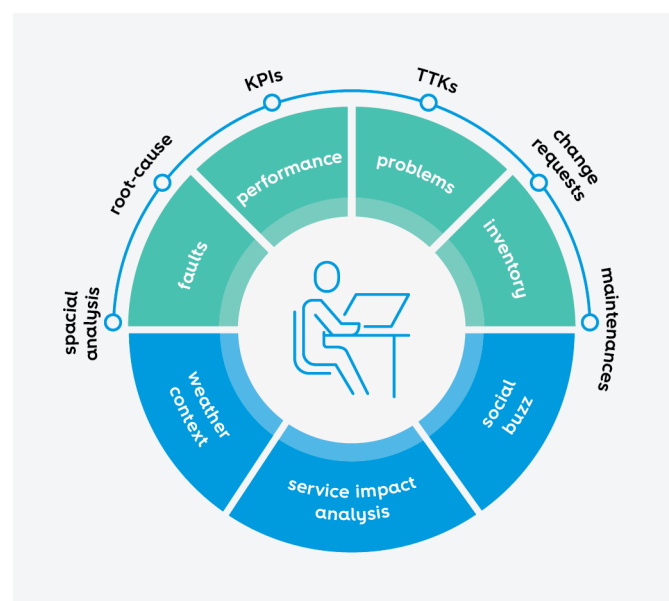 KPIs
TTKs
root-cause
change
requests
spacial
analysis
maintenances
performance
problems
faults
inventory
weather
context
social
buzz
service impact
analysis